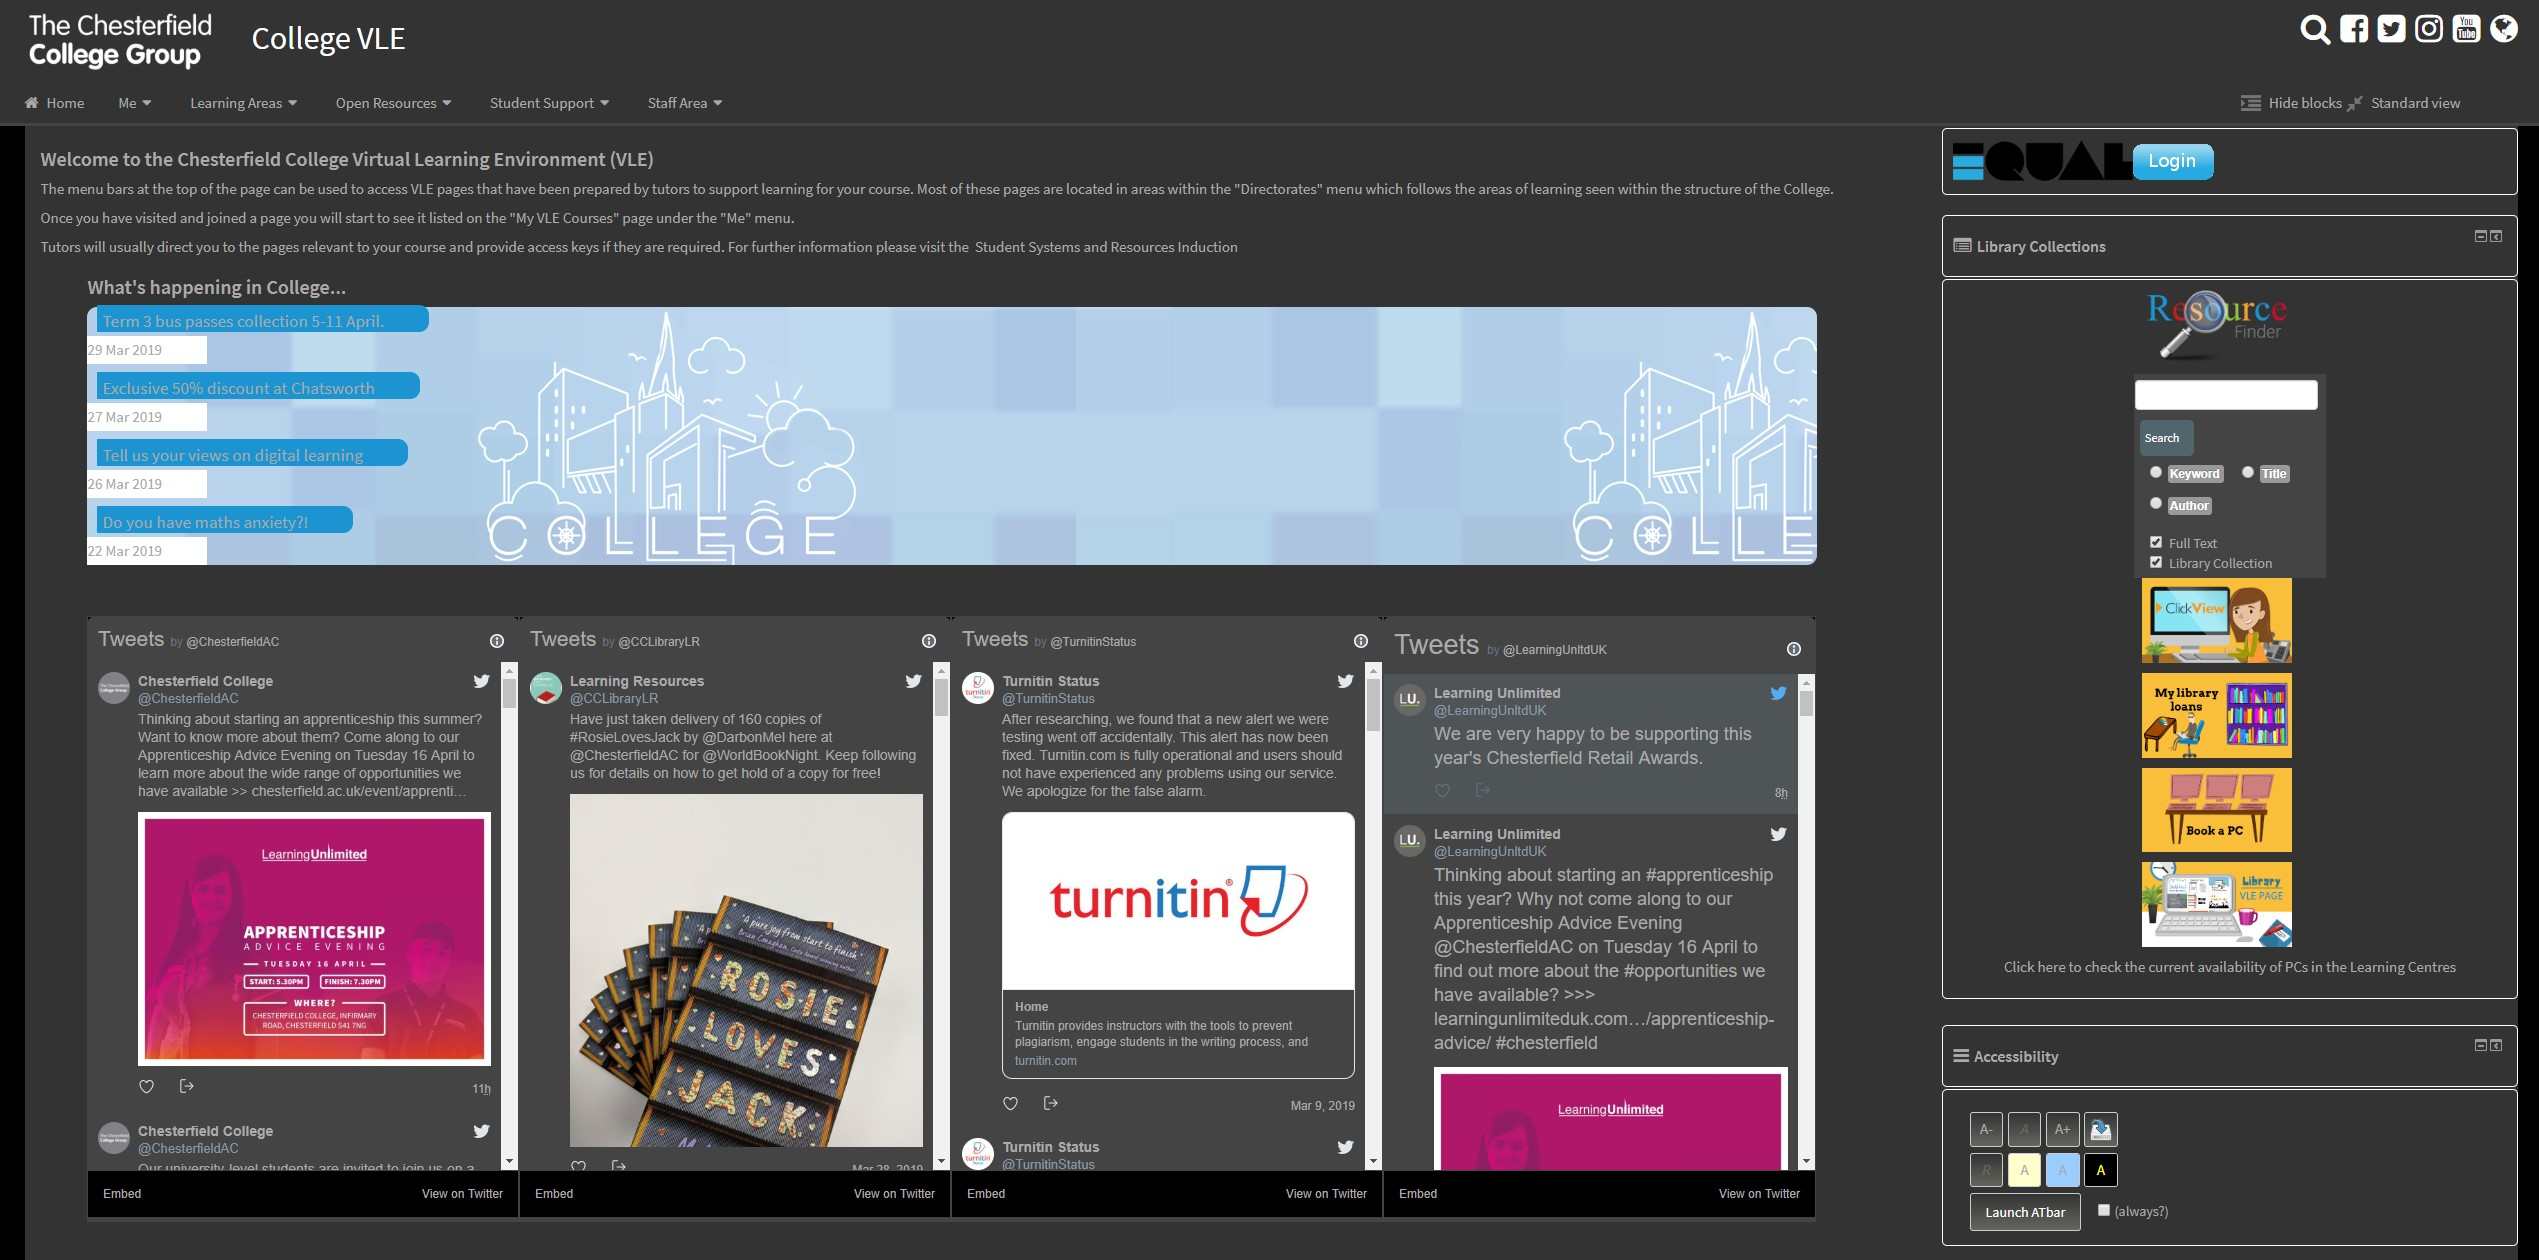 The Chesterfield
College Group
College VLE
Home
Me
Learning Areas
Open Resources
Student Support
Staff Area
Hide blocks
Standard view
Welcome to the Chesterfield College Virtual Learning Environment (VLE)
The menu bars at the top of the page can be used to access VLE pages that have been prepared by tutors to support learning for your course. Most of these pages are located in areas within the "Directorates" menu which follows the areas of learning seen within the structure of the College.
Once you have visited and joined a page you will start to see it listed on the "My VLE Courses" page under the "Me" menu.
Tutors will usually direct you to the pages relevant to your course and provide access keys if they are required. For further information please visit the Student Systems and Resources Induction
What's happening in College...
Term 3 bus passes collection 5-11 April.
29 Mar 2019
Exclusive 50% discount at Chatsworth
27 Mar 2019
Tell us your views on digital learning
26 Mar 2019
Do you have maths anxiety?!
22 Mar 2019
COLLEGE
COLLE
Tweets by @ChesterfieldAC
Chesterfield College
@ChesterfieldAC
Thinking about starting an apprenticeship this summer?
Want to know more about them? Come along to our
Apprenticeship Advice Evening on Tuesday 16 April to
learn more about the wide range of opportunities we
have available >> chesterfield.ac.uk/event/apprenti…
LearningUnlimited
APPRENTICESHIP
ADVICE EVENING
TUESDAY 16 APRIL
START: 5.30PM
FINISH: 7.30PM
WHERE?
CHESTERFIELD COLLEGE, INFIRMARY
ROAD, CHESTERFIELD S41 7NG
11h
Chesterfield College
@ChesterfieldAC
Our university-level students are invited to join us on a
Embed
View on Twitter
Tweets by @CCLibraryLR
Learning Resources
@CCLibraryLR
Have just taken delivery of 160 copies of
#RosieLovesJack by @DarbonMel here at
@ChesterfieldAC for @WorldBookNight. Keep following
us for details on how to get hold of a copy for free!
'A pure joy from start to finish'
ROSIE
LOVES
JACK
Mar 28, 2019
Embed
View on Twitter
Tweets by @TurnitinStatus
Turnitin Status
@TurnitinStatus
After researching, we found that a new alert we were
testing went off accidentally. This alert has now been
fixed. Turnitin.com is fully operational and users should
not have experienced any problems using our service.
We apologize for the false alarm.
turnitin®
Home
Turnitin provides instructors with the tools to prevent
plagiarism, engage students in the writing process, and
turnitin.com
Mar 9, 2019
Turnitin Status
@TurnitinStatus
Embed
View on Twitter
Tweets by @LearningUnltdUK
LU.
Learning Unlimited
@LearningUnltdUK
We are very happy to be supporting this
year's Chesterfield Retail Awards.
8h
LU.
Learning Unlimited
@LearningUnltdUK
Thinking about starting an #apprenticeship
this year? Why not come along to our
Apprenticeship Advice Evening
@ChesterfieldAC on Tuesday 16 April to
find out more about the #opportunities we
have available? >>>
learningunlimiteduk.com…/apprenticeship-
advice/ #chesterfield
LearningUnlimited
Embed
View on Twitter
EQUAL
Login
Library Collections
Resource
Finder
Search
Keyword
Title
Author
Full Text
Library Collection
ClickView
My library
loans
Book a PC
Library
VLE PAGE
Click here to check the current availability of PCs in the Learning Centres
Accessibility
A-
A
A+
R
A
A
A
Launch ATbar
(always?)